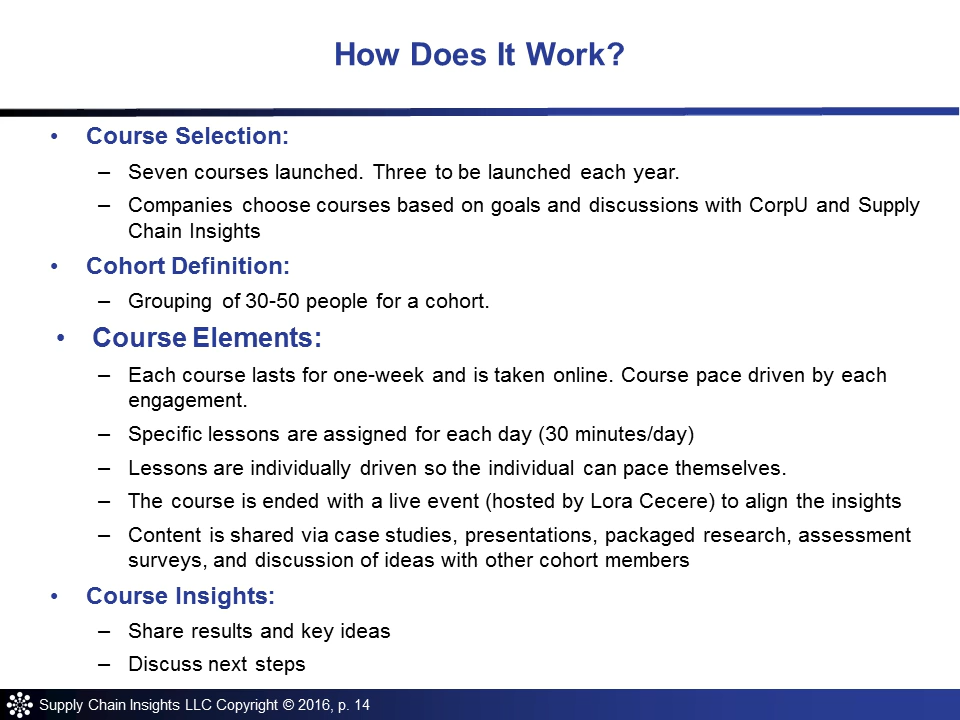 How Does It Work?
• Course Selection:
– Seven courses launched. Three to be launched each year.
– Companies choose courses based on goals and discussions with CorpU and Supply
Chain Insights
• Cohort Definition:
– Grouping of 30-50 people for a cohort.
• Course Elements:
– Each course lasts for one-week and is taken online. Course pace driven by each
engagement.
– Specific lessons are assigned for each day (30 minutes/day)
– Lessons are individually driven so the individual can pace themselves.
– The course is ended with a live event (hosted by Lora Cecere) to align the insights
– Content is shared via case studies, presentations, packaged research, assessment
surveys, and discussion of ideas with other cohort members
• Course Insights:
– Share results and key ideas
– Discuss next steps
Supply Chain Insights LLC Copyright © 2016, p. 14